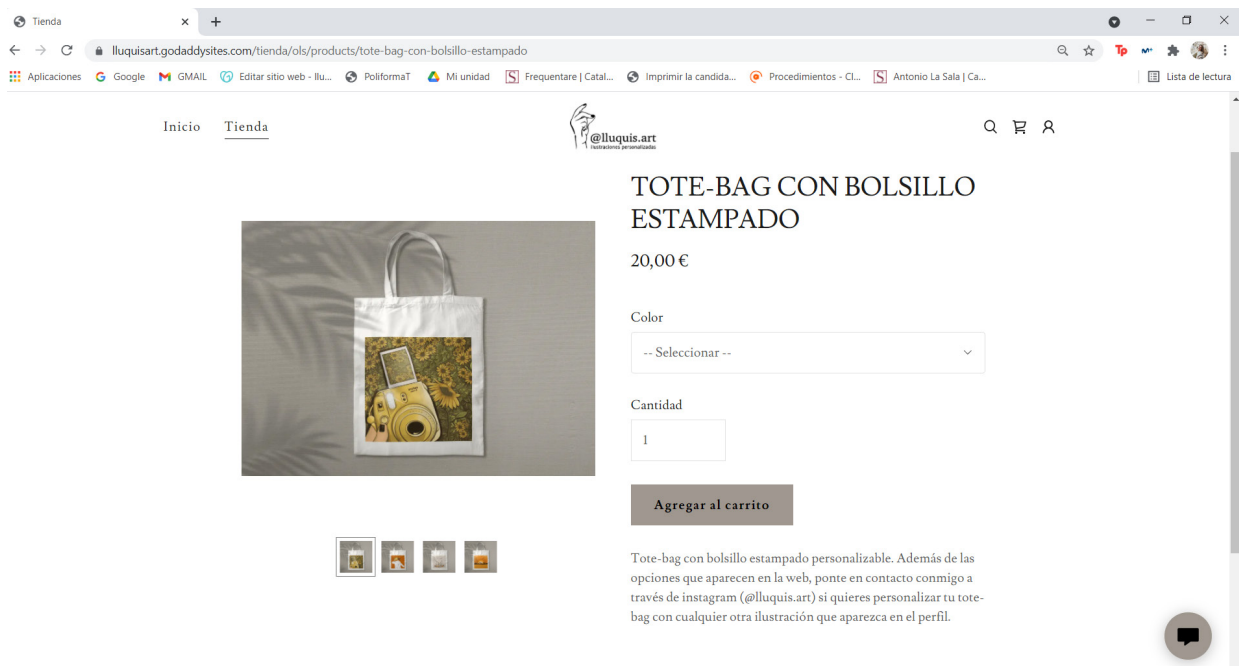 Tienda
lluquisart.godaddysites.com/tienda/ols/products/tote-bag-con-bolsillo-estampado
Aplicaciones Google GMAIL Editar sitio web - llu... PoliformaT Mi unidad Frequentare | Catal... Imprimir la candida... Procedimientos - Cl... Antonio La Sala | Ca... Lista de lectura
Inicio Tienda
@lluquis.art
Ilustraciones personalizadas
TOTE-BAG CON BOLSILLO
ESTAMPADO
20,00 €
Color
-- Seleccionar --
Cantidad
1
Agregar al carrito
Tote-bag con bolsillo estampado personalizable. Además de las
opciones que aparecen en la web, ponte en contacto conmigo a
través de instagram (@lluquis.art) si quieres personalizar tu tote-
bag con cualquier otra ilustración que aparezca en el perfil.